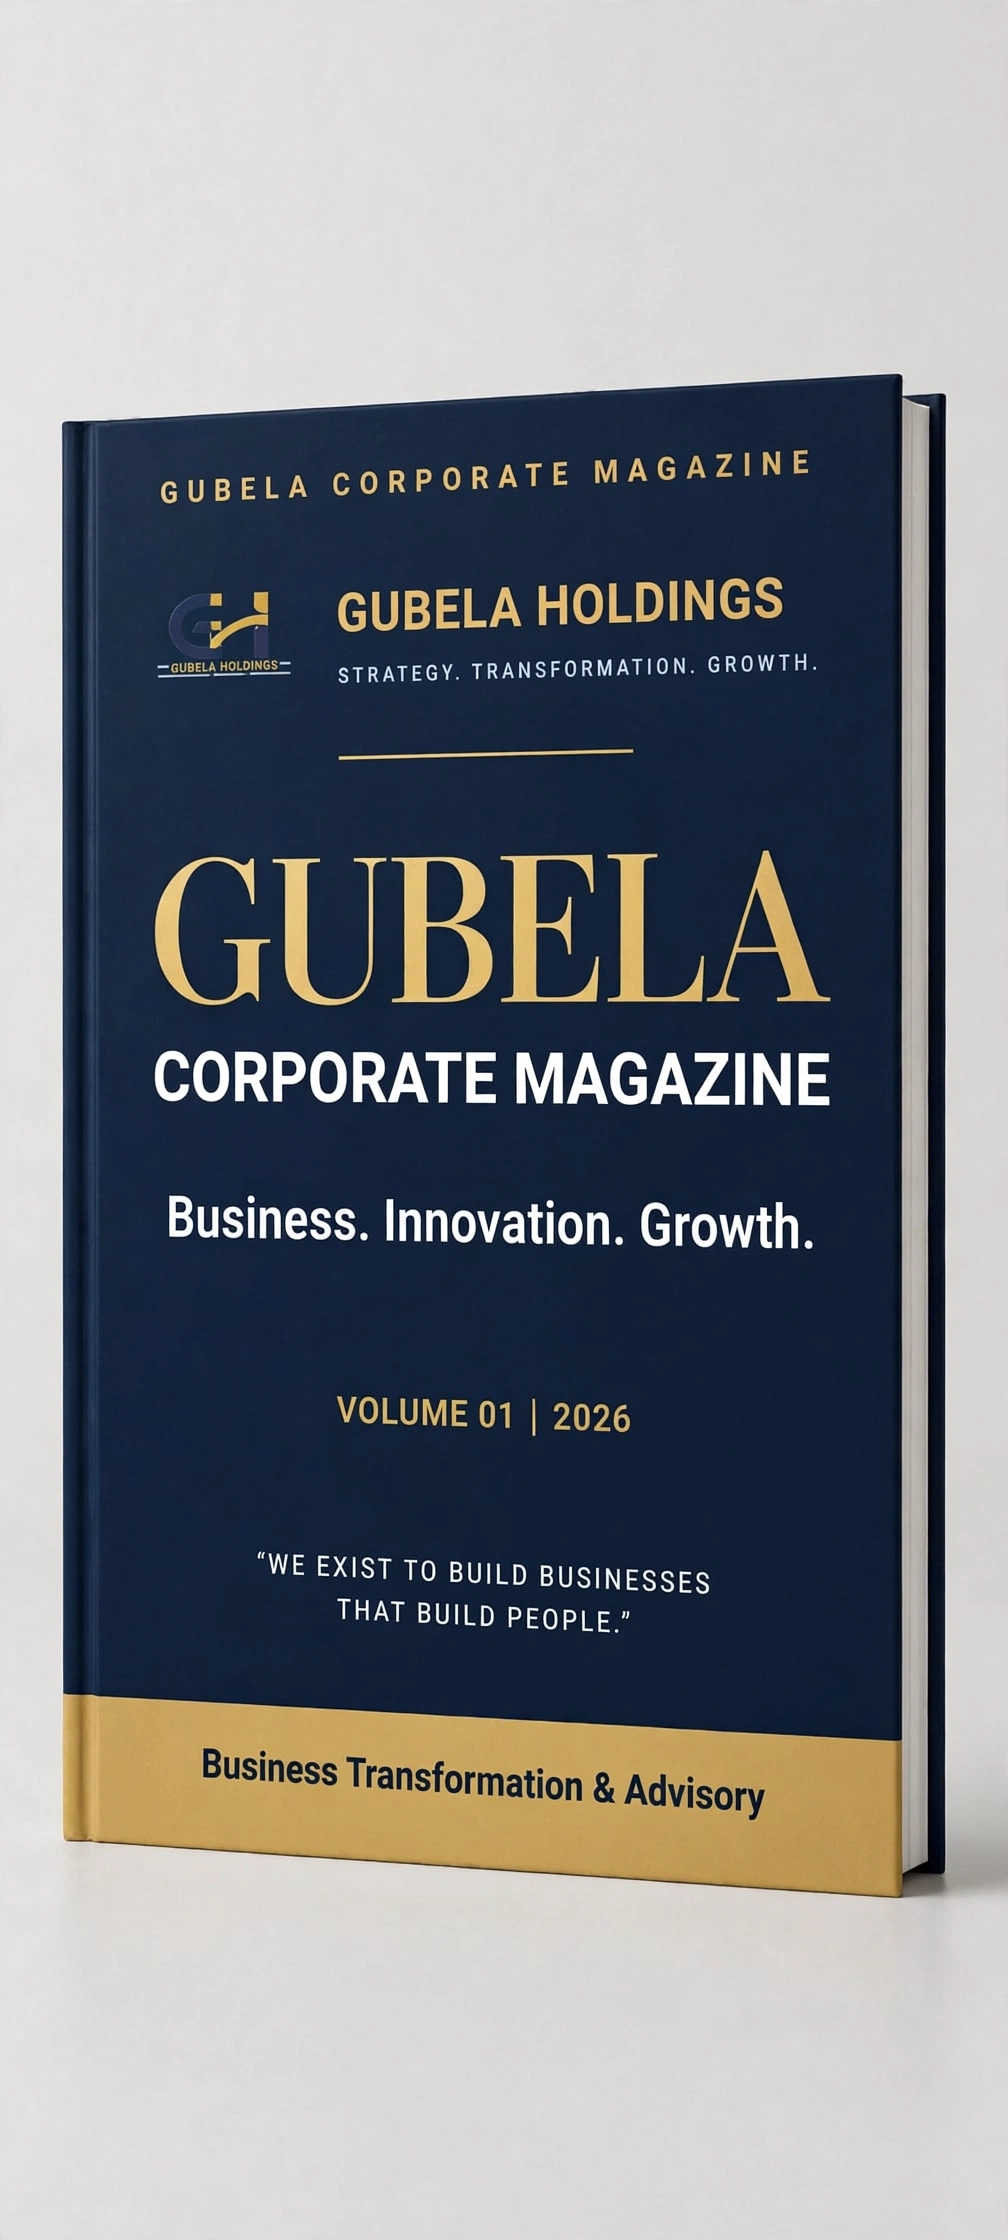 GUBELA CORPORATE MAGAZINE
GH
GUBELA HOLDINGS
GUBELA HOLDINGS
STRATEGY. TRANSFORMATION. GROWTH.
GUBELA
CORPORATE MAGAZINE
Business. Innovation. Growth.
VOLUME 01 | 2026
“WE EXIST TO BUILD BUSINESSES
THAT BUILD PEOPLE.”
Business Transformation & Advisory